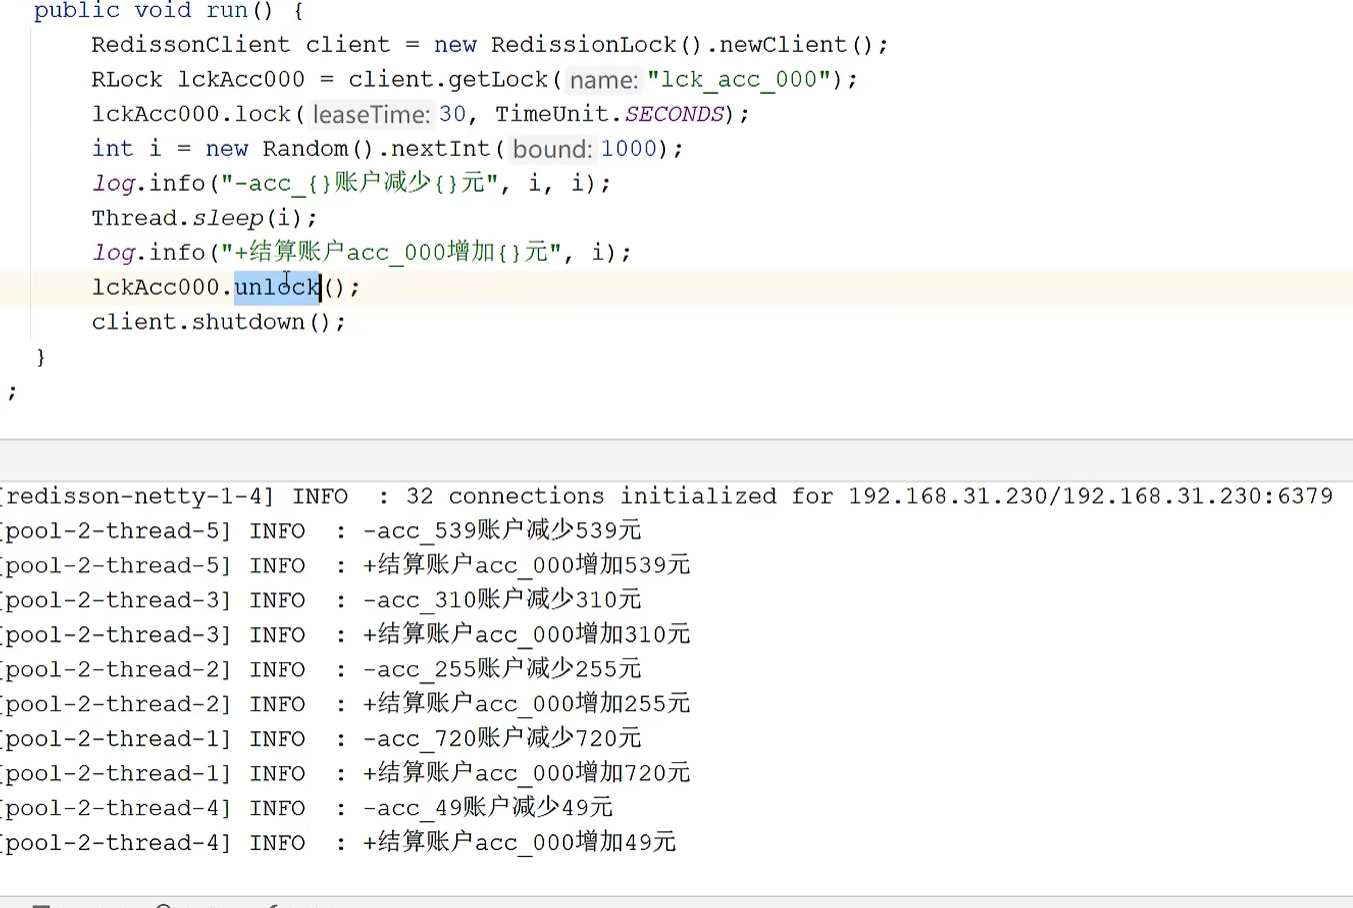 public void run() {
RedissonClient client = new RedissionLock().newClient();
RLock lckAcc000 = client.getLock( name: "lck_acc_000");
lckAcc000.lock( leaseTime: 30, TimeUnit.SECONDS);
int i = new Random().nextInt( bound: 1000);
log.info("-acc_{}账户减少{}元", i, i);
Thread.sleep(i);
log.info("+结算账户acc_000增加{}元", i);
lckAcc000.unlock();
client.shutdown();
}
;
[redisson-netty-1-4] INFO  : 32 connections initialized for 192.168.31.230/192.168.31.230:6379
[pool-2-thread-5] INFO  : -acc_539账户减少539元
[pool-2-thread-5] INFO  : +结算账户acc_000增加539元
[pool-2-thread-3] INFO  : -acc_310账户减少310元
[pool-2-thread-3] INFO  : +结算账户acc_000增加310元
[pool-2-thread-2] INFO  : -acc_255账户减少255元
[pool-2-thread-2] INFO  : +结算账户acc_000增加255元
[pool-2-thread-1] INFO  : -acc_720账户减少720元
[pool-2-thread-1] INFO  : +结算账户acc_000增加720元
[pool-2-thread-4] INFO  : -acc_49账户减少49元
[pool-2-thread-4] INFO  : +结算账户acc_000增加49元